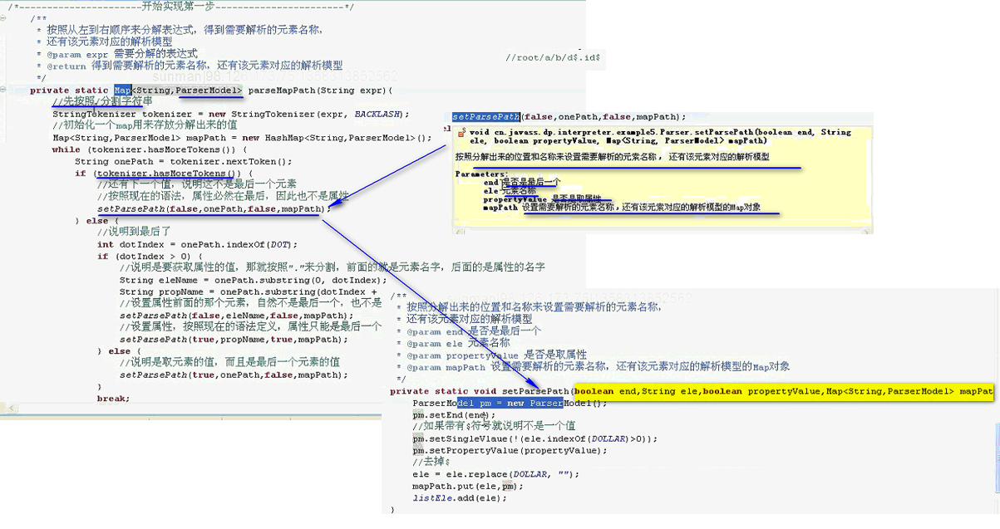 /*----------------------开始实现第一步-----------------------*/
/**
* 按照从左到右顺序来分解表达式，得到需要解析的元素名称，
* 还有该元素对应的解析模型
* @param expr 需要分解的表达式
* @return 得到需要解析的元素名称，还有该元素对应的解析模型
*/
private static Map<String,ParserModel> parseMapPath(String expr){
//先按照/分割字符串
StringTokenizer tokenizer = new StringTokenizer(expr, BACKLASH);
//初始化一个map用来存放分解出来的值
Map<String,ParserModel> mapPath = new HashMap<String,ParserModel>();
while (tokenizer.hasMoreTokens()) {
String onePath = tokenizer.nextToken();
if (tokenizer.hasMoreTokens()) {
//还有下一个值，说明这不是最后一个元素
//按照现在的语法，属性必然在最后，因此也不是属性
setParsePath(false,onePath,false,mapPath);
} else {
//说明到最后了
int dotIndex = onePath.indexOf(DOT);
if (dotIndex > 0) {
//说明是要获取属性的值，那就按照"."来分割，前面的就是元素名字，后面的是属性的名字
String eleName = onePath.substring(0, dotIndex);
String propName = onePath.substring(dotIndex +
//设置属性前面的那个元素，自然不是最后一个，也不是
setParsePath(false,eleName,false,mapPath);
//设置属性，按照现在的语法定义，属性只能是最后一个
setParsePath(true,propName,true,mapPath);
} else {
//说明是取元素的值，而且是最后一个元素的值
setParsePath(true,onePath,false,mapPath);
}
break;
//root/a/b/d$.id$
setParsePath(false,onePath,false,mapPath);
el
void cn.javass.dp.interpreter.example5.Parser.setParsePath(boolean end, String
ele, boolean propertyValue, Map<String, ParserModel> mapPath)
按照分解出来的位置和名称来设置需要解析的元素名称，还有该元素对应的解析模型
Parameters:
end 是否是最后一个
ele 元素名称
propertyValue 是否是取属性
mapPath 设置需要解析的元素名称，还有该元素对应的解析模型的Map对象
/**
* 按照分解出来的位置和名称来设置需要解析的元素名称，
* 还有该元素对应的解析模型
* @param end 是否是最后一个
* @param ele 元素名称
* @param propertyValue 是否是取属性
* @param mapPath 设置需要解析的元素名称，还有该元素对应的解析模型的Map对象
*/
private static void setParsePath(boolean end,String ele,boolean propertyValue,Map<String,ParserModel> mapPat
ParserModel pm = new ParserModel();
pm.setEnd(end);
//如果带有$符号就说明不是一个值
pm.setSingleVlaue(!(ele.indexOf(DOLLAR)>0));
pm.setPropertyValue(propertyValue);
//去掉$
ele = ele.replace(DOLLAR, "");
mapPath.put(ele,pm);
listEle.add(ele);
}